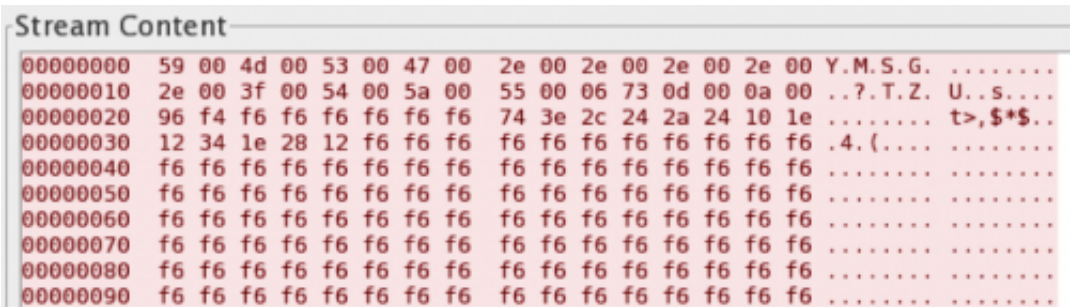 Stream Content
00000000 59 00 4d 00 53 00 47 00 2e 00 2e 00 2e 00 2e 00 Y.M.S.G. ........
00000010 2e 00 3f 00 54 00 5a 00 55 00 06 73 0d 00 0a 00 ..?.T.Z. U..s....
00000020 96 f4 f6 f6 f6 f6 f6 f6 74 3e 2c 24 2a 24 10 1e ........ t>,$*$..
00000030 12 34 1e 28 12 f6 f6 f6 f6 f6 f6 f6 f6 f6 f6 f6 .4.(.... ........
00000040 f6 f6 f6 f6 f6 f6 f6 f6 f6 f6 f6 f6 f6 f6 f6 f6 ........ ........
00000050 f6 f6 f6 f6 f6 f6 f6 f6 f6 f6 f6 f6 f6 f6 f6 f6 ........ ........
00000060 f6 f6 f6 f6 f6 f6 f6 f6 f6 f6 f6 f6 f6 f6 f6 f6 ........ ........
00000070 f6 f6 f6 f6 f6 f6 f6 f6 f6 f6 f6 f6 f6 f6 f6 f6 ........ ........
00000080 f6 f6 f6 f6 f6 f6 f6 f6 f6 f6 f6 f6 f6 f6 f6 f6 ........ ........
00000090 f6 f6 f6 f6 f6 f6 f6 f6 f6 f6 f6 f6 f6 f6 f6 f6 ........ ........